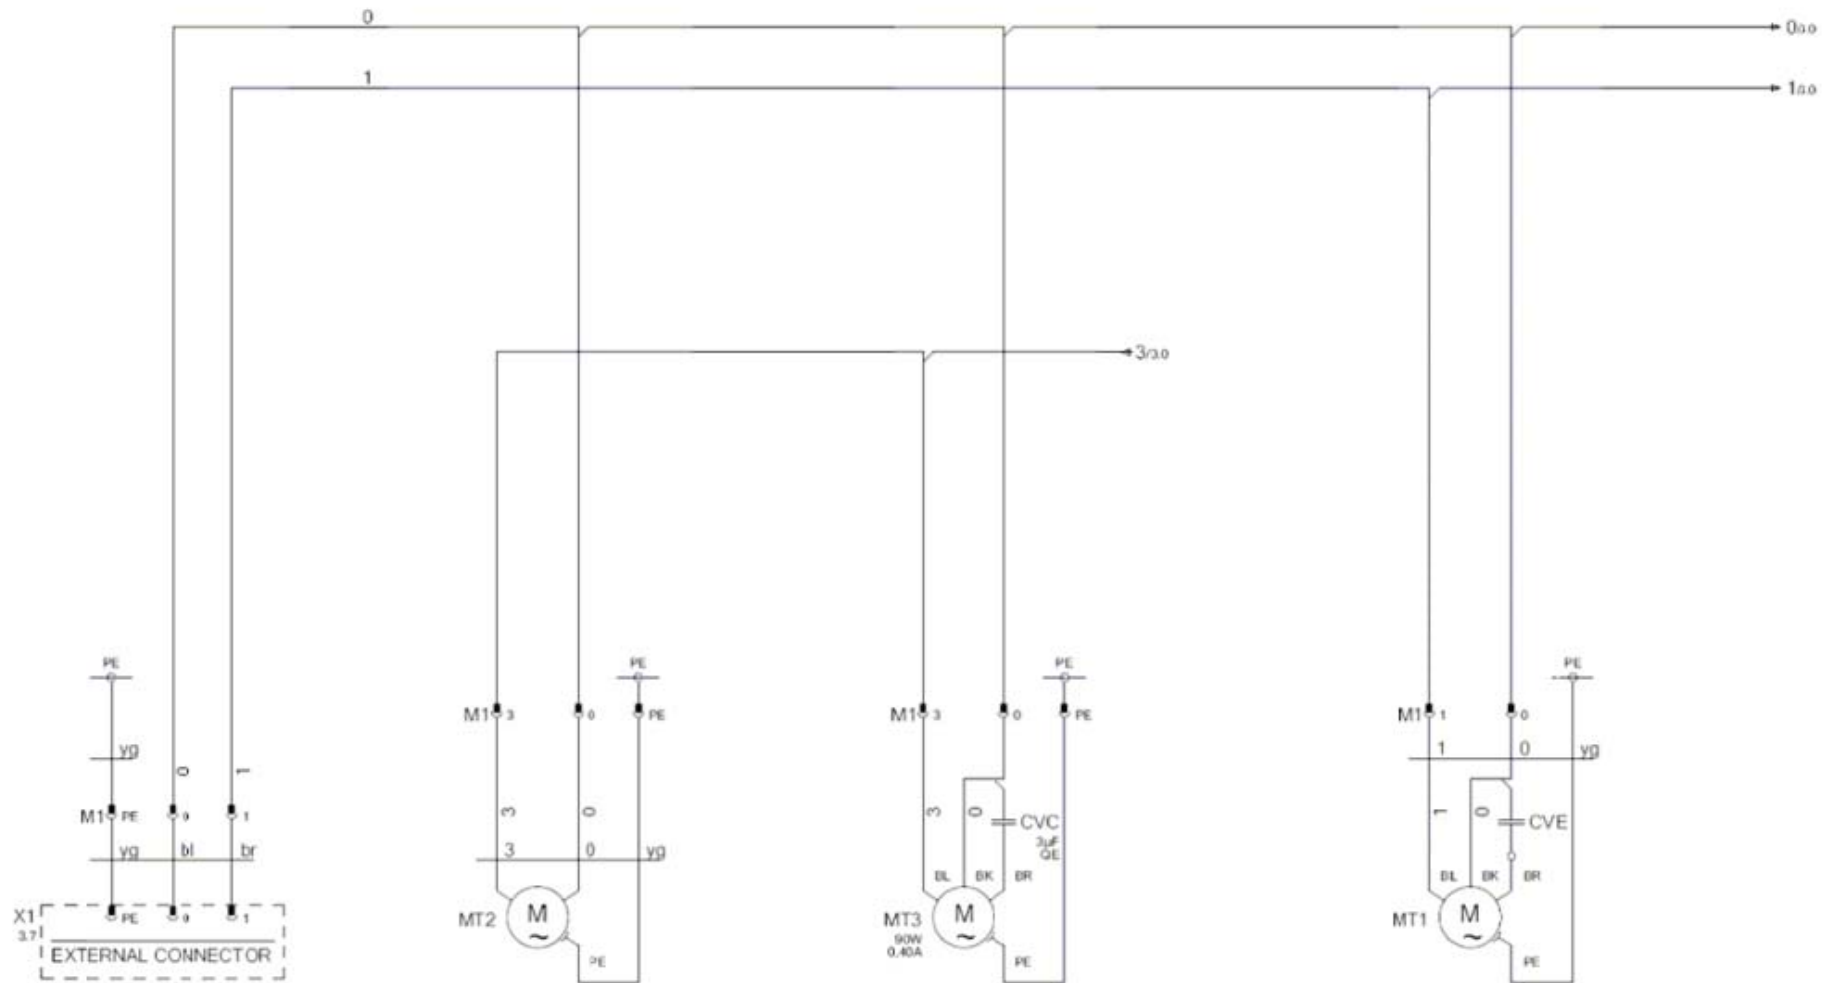 0
0/3.0
1
1/3.0
3/3.0
PE
PE
PE
PE
M1 3 0 PE
M1 3 0 PE
M1 1 0
yg
1 0 yg
0 1
M1 PE 0 1
3 0
3 0 CVC
3µF
QE
1 0 CVE
yg bl br
3 0 yg
BL BK BR
BL BK BR
X1 PE 0 1
3.7
EXTERNAL CONNECTOR
MT2 M ~
PE
MT3 M ~
90W
0.40A
PE
MT1 M ~
PE